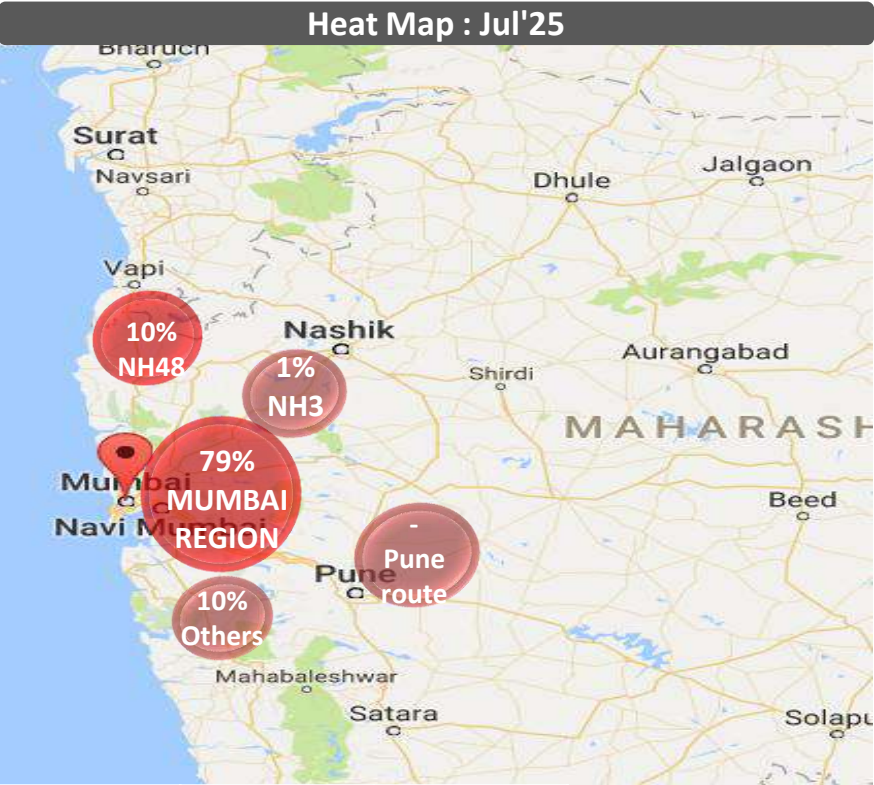 Heat Map : Jul'25
Bharuch
Surat
Navsari
Dhule
Jalgaon
Vapi
10%
NH48
Nashik
1%
NH3
Shirdi
Aurangabad
MAHARASH
79%
MUMBAI
REGION
Mumbai
Navi Mumbai
Beed
-
Pune
route
Pune
10%
Others
Mahabaleshwar
Satara
Solapu